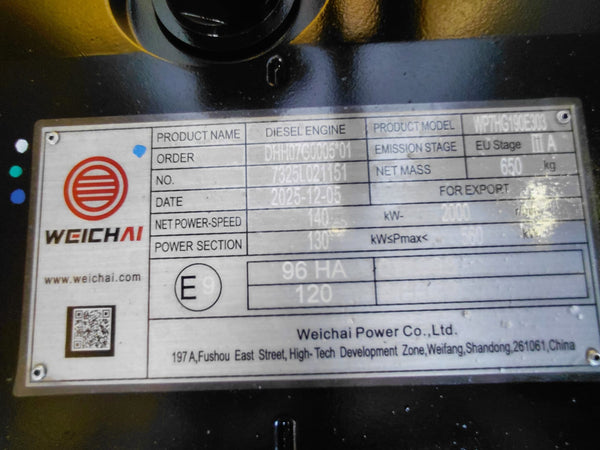 PRODUCT NAME DIESEL ENGINE PRODUCT MODEL WP7HG190E303
ORDER DHH07G0005*01 EMISSION STAGE EU Stage III A
NO. 7325L021151 NET MASS 650 kg
DATE 2025-12-05 FOR EXPORT
NET POWER-SPEED 140 kW- 2000
POWER SECTION 130 kW≤Pmax< 560
WEICHAI
www.weichai.com
E9 96 HA
120
Weichai Power Co.,Ltd.
197 A,Fushou East Street, High- Tech Development Zone,Weifang,Shandong,261061,China